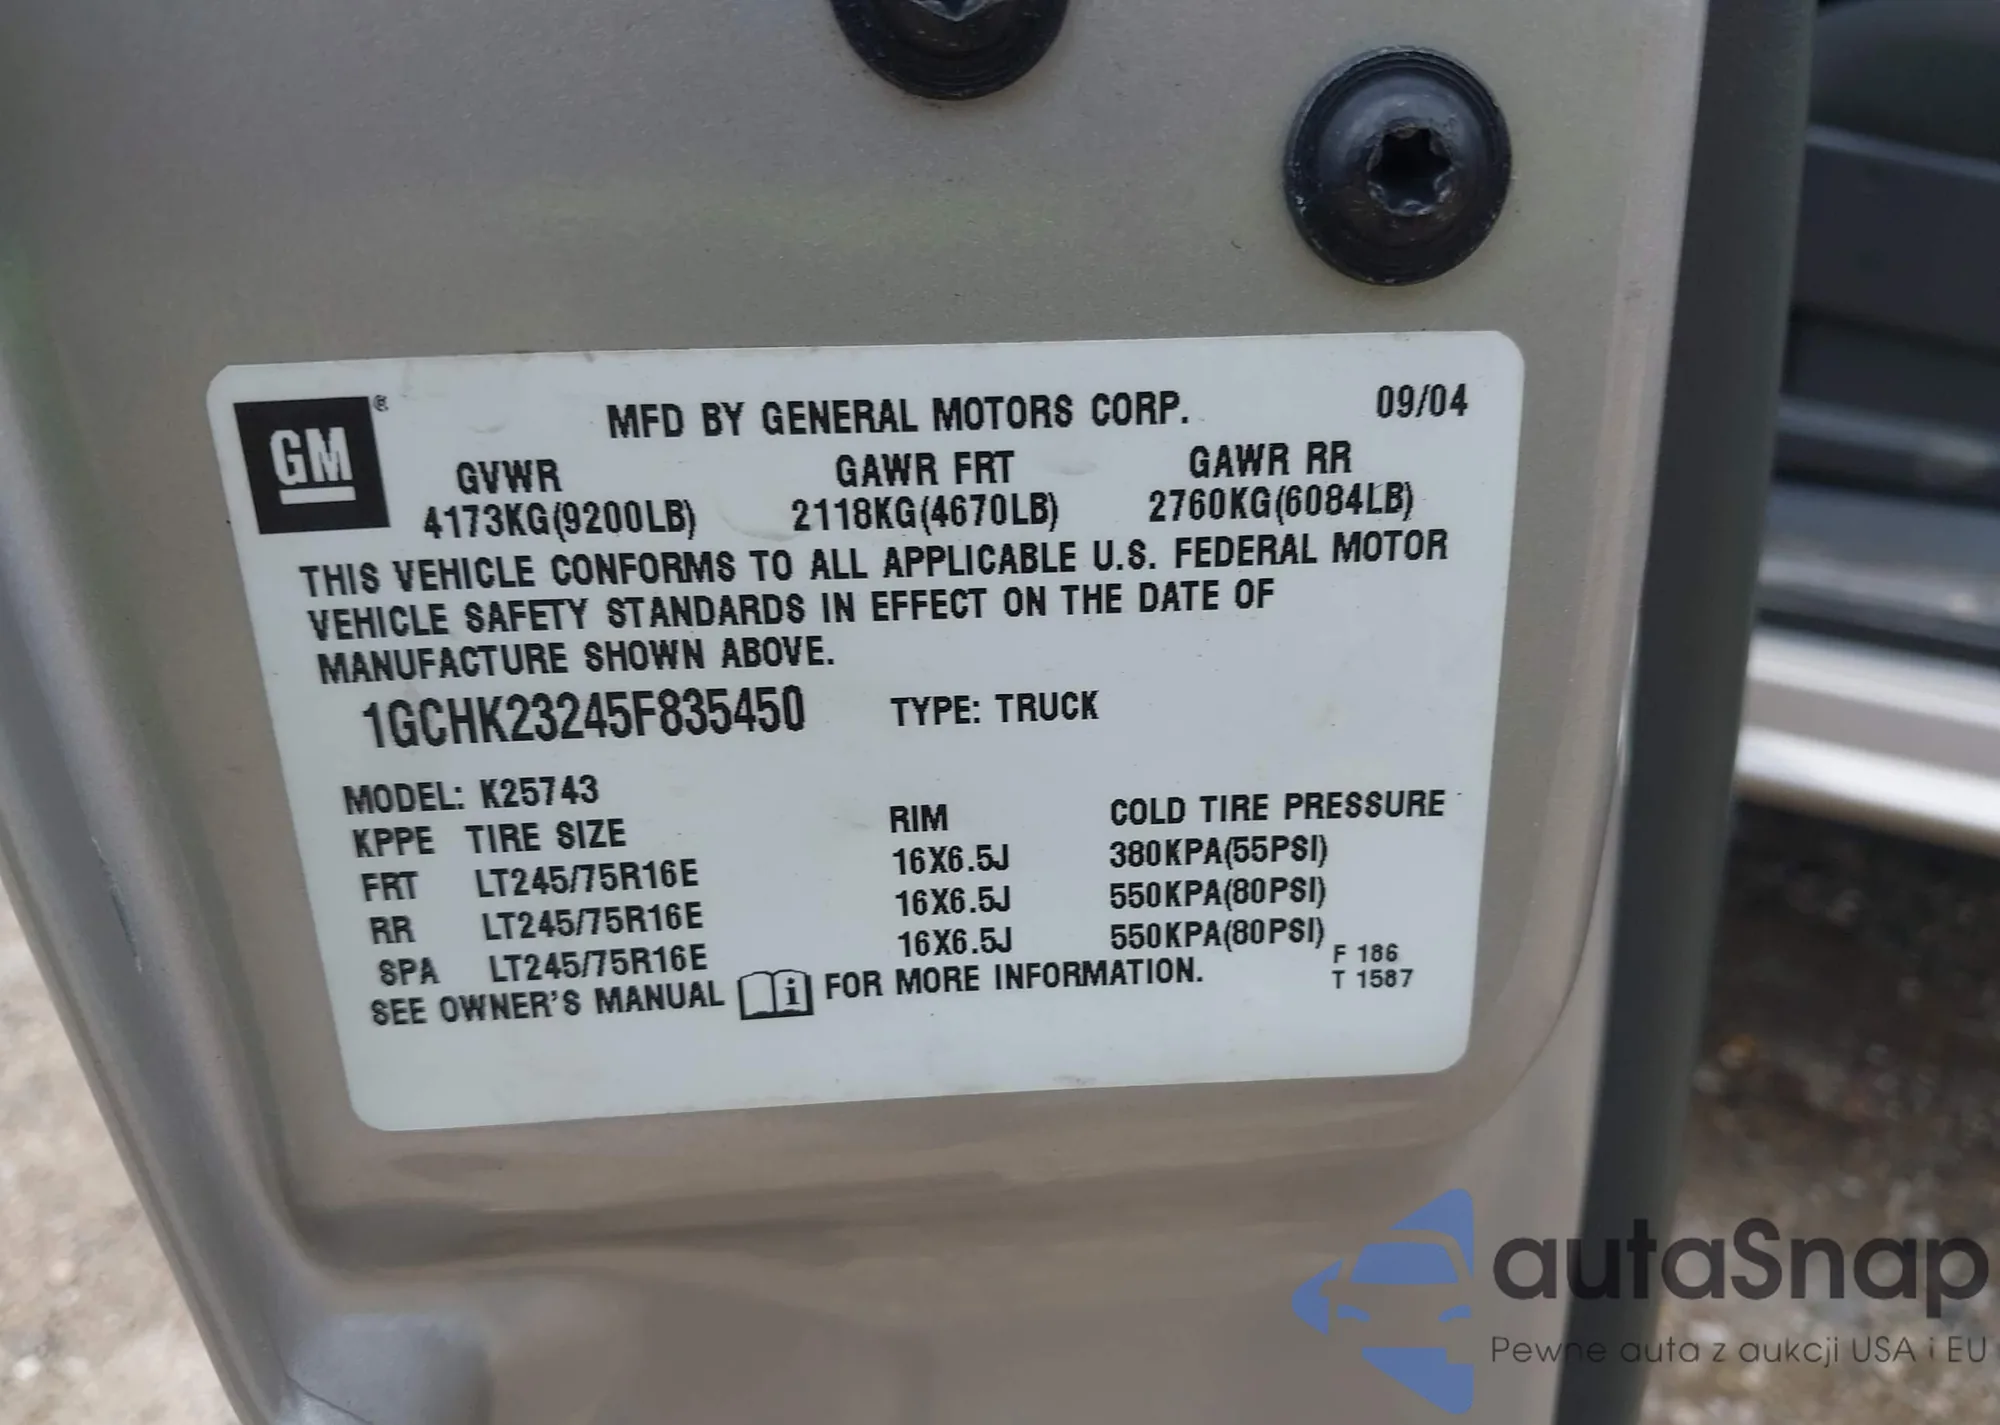 GM ®
MFD BY GENERAL MOTORS CORP. 09/04
GVWR GAWR FRT GAWR RR
4173KG(9200LB) 2118KG(4670LB) 2760KG(6084LB)
THIS VEHICLE CONFORMS TO ALL APPLICABLE U.S. FEDERAL MOTOR
VEHICLE SAFETY STANDARDS IN EFFECT ON THE DATE OF
MANUFACTURE SHOWN ABOVE.
1GCHK23245F835450 TYPE: TRUCK
MODEL: K25743
KPPE TIRE SIZE RIM COLD TIRE PRESSURE
FRT LT245/75R16E 16X6.5J 380KPA(55PSI)
RR LT245/75R16E 16X6.5J 550KPA(80PSI)
SPA LT245/75R16E 16X6.5J 550KPA(80PSI)
SEE OWNER'S MANUAL i FOR MORE INFORMATION.
F 186
T 1587
autaSnap
Pewne auta z aukcji USA i EU